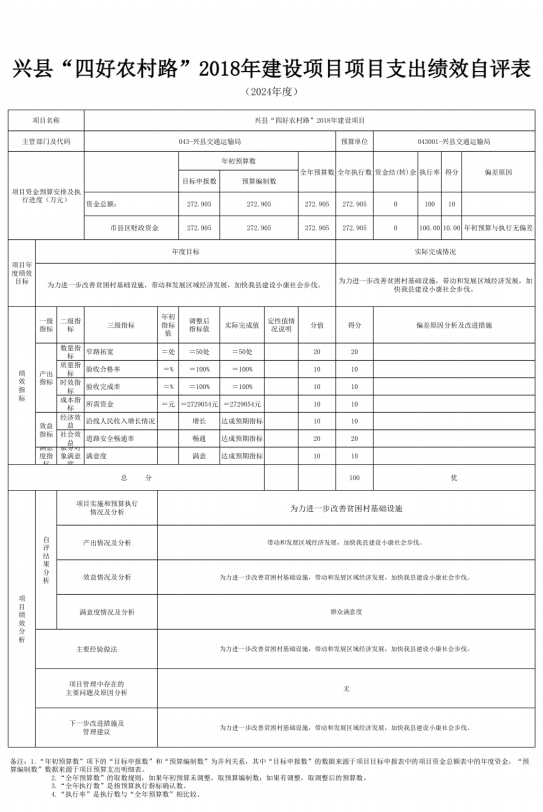 兴县“四好农村路”2018年建设项目项目支出绩效自评表
（2024年度）
项目名称 兴县“四好农村路”2018年建设项目
主管部门及代码 043-兴县交通运输局 预算单位 043001-兴县交通运输局
项目资金预算安排及执行进度（万元） 年初预算数 全年预算数 全年执行数 资金结(转)余 执行率 得分 偏差原因
目标申报数 预算编制数
资金总额： 272.905 272.905 272.905 272.905 0 100 10
市县区财政资金 272.905 272.905 272.905 272.905 0 100.00 10.00 年初预算与执行无偏差
项目年度绩效目标 年度目标 实际完成情况
为力进一步改善贫困村基础设施，带动和发展区域经济发展，加快我县建设小康社会步伐。 为力进一步改善贫困村基础设施，带动和发展区域经济发展，加快我县建设小康社会步伐。
绩效指标 一级指标 二级指标 三级指标 年初指标值 调整后指标值 实际完成值 定性值情况说明 分值 得分 偏差原因分析及改进措施
产出指标 数量指标 窄路拓宽 ＝处 ＝50处 ＝50处 20 20
质量指标 验收合格率 ＝% ＝100% ＝100% 10 10
时效指标 验收完成率 ＝% ＝100% ＝100% 10 10
成本指标 所需资金 ＝元 ＝2729054元 ＝2729054元 10 10
效益指标 经济效益 沿线人民收入增长情况 增长 达成预期指标 10 10
社会效益 道路安全畅通率 畅通 达成预期指标 20 20
满意度指标 服务对象满意度 满意度 满意 达成预期指标 10 10
总 分 100 优
项目绩效分析 自评结果分析 项目实施和预算执行情况及分析 为力进一步改善贫困村基础设施
产出情况及分析 带动和发展区域经济发展，加快我县建设小康社会步伐。
效益情况及分析 为力进一步改善贫困村基础设施，带动和发展区域经济发展，加快我县建设小康社会步伐。
满意度情况及分析 群众满意度
主要经验做法 为力进一步改善贫困村基础设施，带动和发展区域经济发展，加快我县建设小康社会步伐。
项目管理中存在的主要问题及原因分析 无
下一步改进措施及管理建议 为力进一步改善贫困村基础设施，带动和发展区域经济发展，加快我县建设小康社会步伐。
备注：1.“年初预算数”项下的“目标申报数”和“预算编制数”为并列关系，其中“目标申报数”的数据来源于项目目标申报表中的项目资金总额表中的年度资金，“预
算编制数”数据来源于项目预算支出明细表。
2.“全年预算数”的取数规则，如果年初预算未调整，取预算编制数；如果有调整，取调整后的预算数。
3.“全年执行数”是指预算执行指标确认数。
4.“执行率”是执行数与“全年预算数”相比较。